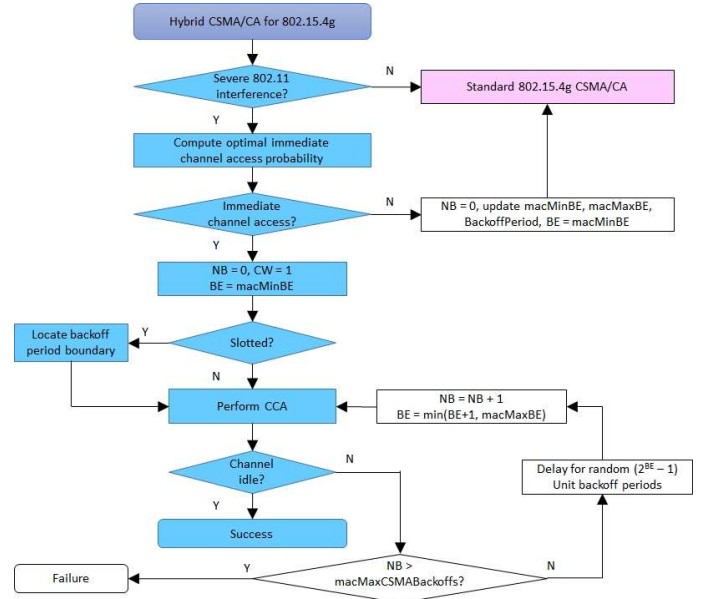 Hybrid CSMA/CA for 802.15.4g
Severe 802.11
interference?
N
Standard 802.15.4g CSMA/CA
Y
Compute optimal immediate
channel access probability
Immediate
channel access?
N
NB = 0, update macMinBE, macMaxBE,
BackoffPeriod, BE = macMinBE
Y
NB = 0, CW = 1
BE = macMinBE
Locate backoff
period boundary
Y
Slotted?
N
Perform CCA
NB = NB + 1
BE = min(BE+1, macMaxBE)
Channel
idle?
N
Delay for random (2^BE – 1)
Unit backoff periods
Y
Success
NB >
macMaxCSMABackoffs?
Y
N
Failure